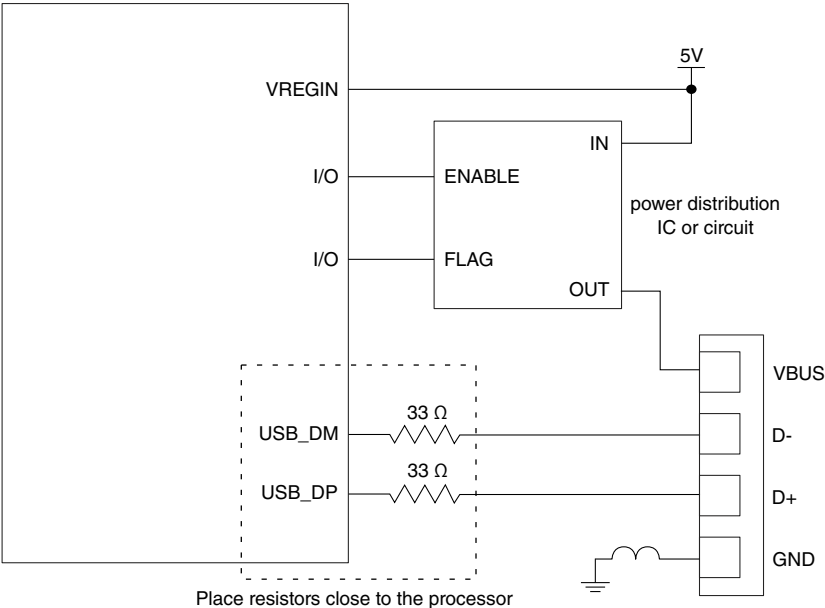 5V
VREGIN
IN
I/O
ENABLE
power distribution
IC or circuit
I/O
FLAG
OUT
VBUS
33 Ω
USB_DM
D-
33 Ω
USB_DP
D+
GND
Place resistors close to the processor